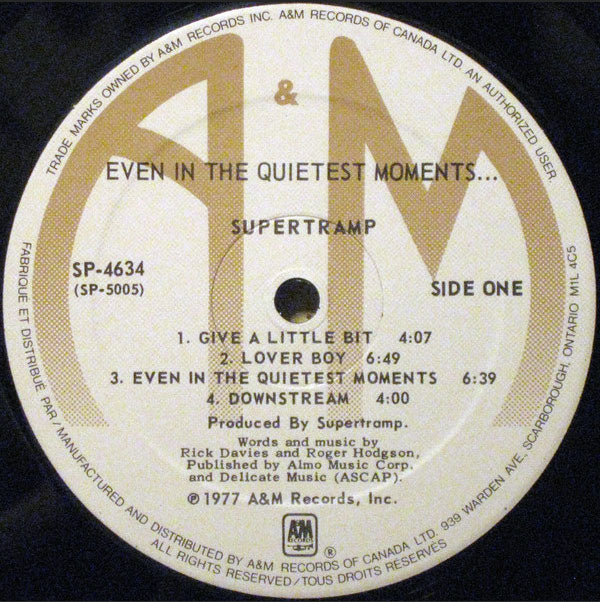 TRADE MARKS OWNED BY A&M RECORDS INC. A&M RECORDS OF CANADA LTD. AN AUTHORIZED USER.
A & M
EVEN IN THE QUIETEST MOMENTS...
SUPERTRAMP
SP-4634
(SP-5005)
SIDE ONE
1. GIVE A LITTLE BIT 4:07
2. LOVER BOY 6:49
3. EVEN IN THE QUIETEST MOMENTS 6:39
4. DOWNSTREAM 4:00
Produced By Supertramp.
Words and music by
Rick Davies and Roger Hodgson,
Published by Almo Music Corp.
and Delicate Music (ASCAP).
℗ 1977 A&M Records, Inc.
A&M
RECORDS
®
FABRIQUÉ ET DISTRIBUÉ PAR / MANUFACTURED AND DISTRIBUTED BY A&M RECORDS OF CANADA LTD. 939 WARDEN AVE. SCARBOROUGH, ONTARIO M1L 4C5
ALL RIGHTS RESERVED / TOUS DROITS RÉSERVÉS